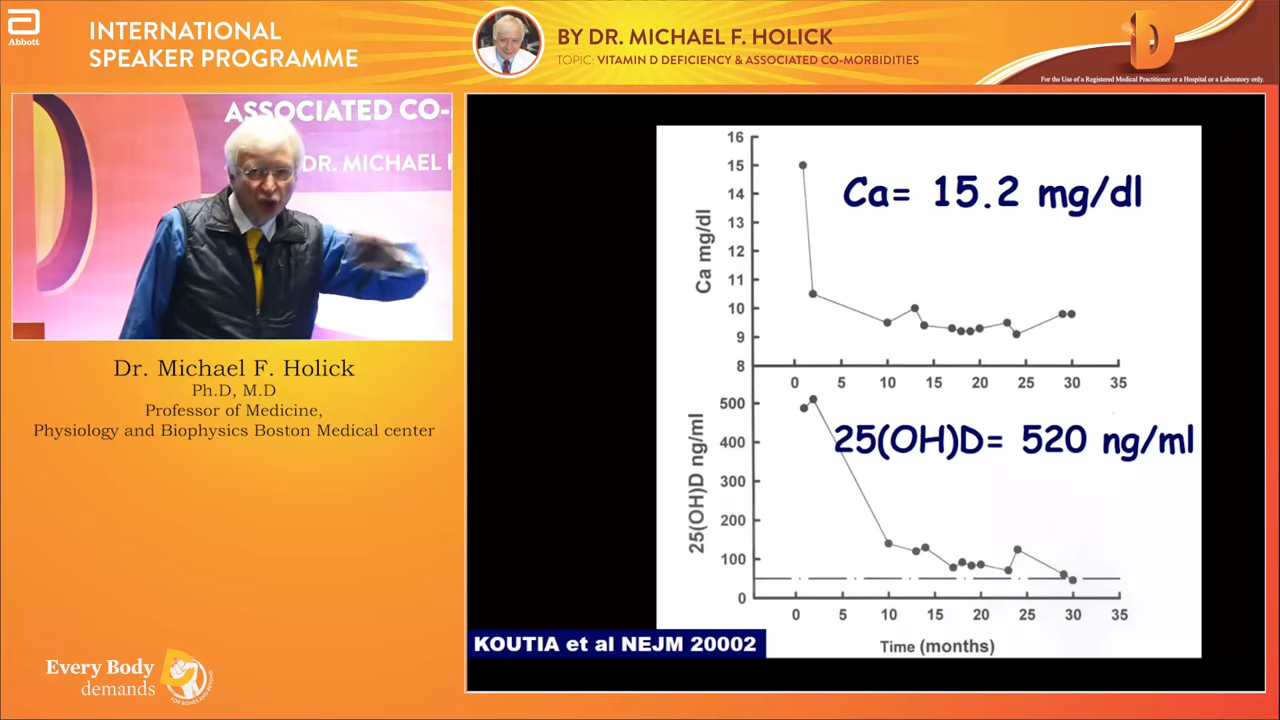 Abbott
INTERNATIONAL
SPEAKER PROGRAMME
BY DR. MICHAEL F. HOLICK
TOPIC: VITAMIN D DEFICIENCY & ASSOCIATED CO-MORBIDITIES
D
For the Use of a Registered Medical Practitioner or a Hospital or a Laboratory only.
ASSOCIATED CO-
DR. MICHAEL F
Dr. Michael F. Holick
Ph.D, M.D
Professor of Medicine,
Physiology and Biophysics Boston Medical center
Every Body
demands
D
FOR BONES AND BEYOND
Ca= 15.2 mg/dl
Ca mg/dl
16
15
14
13
12
11
10
9
8
0 5 10 15 20 25 30 35
25(OH)D= 520 ng/ml
25(OH)D ng/ml
500
400
300
200
100
0
0 5 10 15 20 25 30 35
Time (months)
KOUTIA et al NEJM 20002